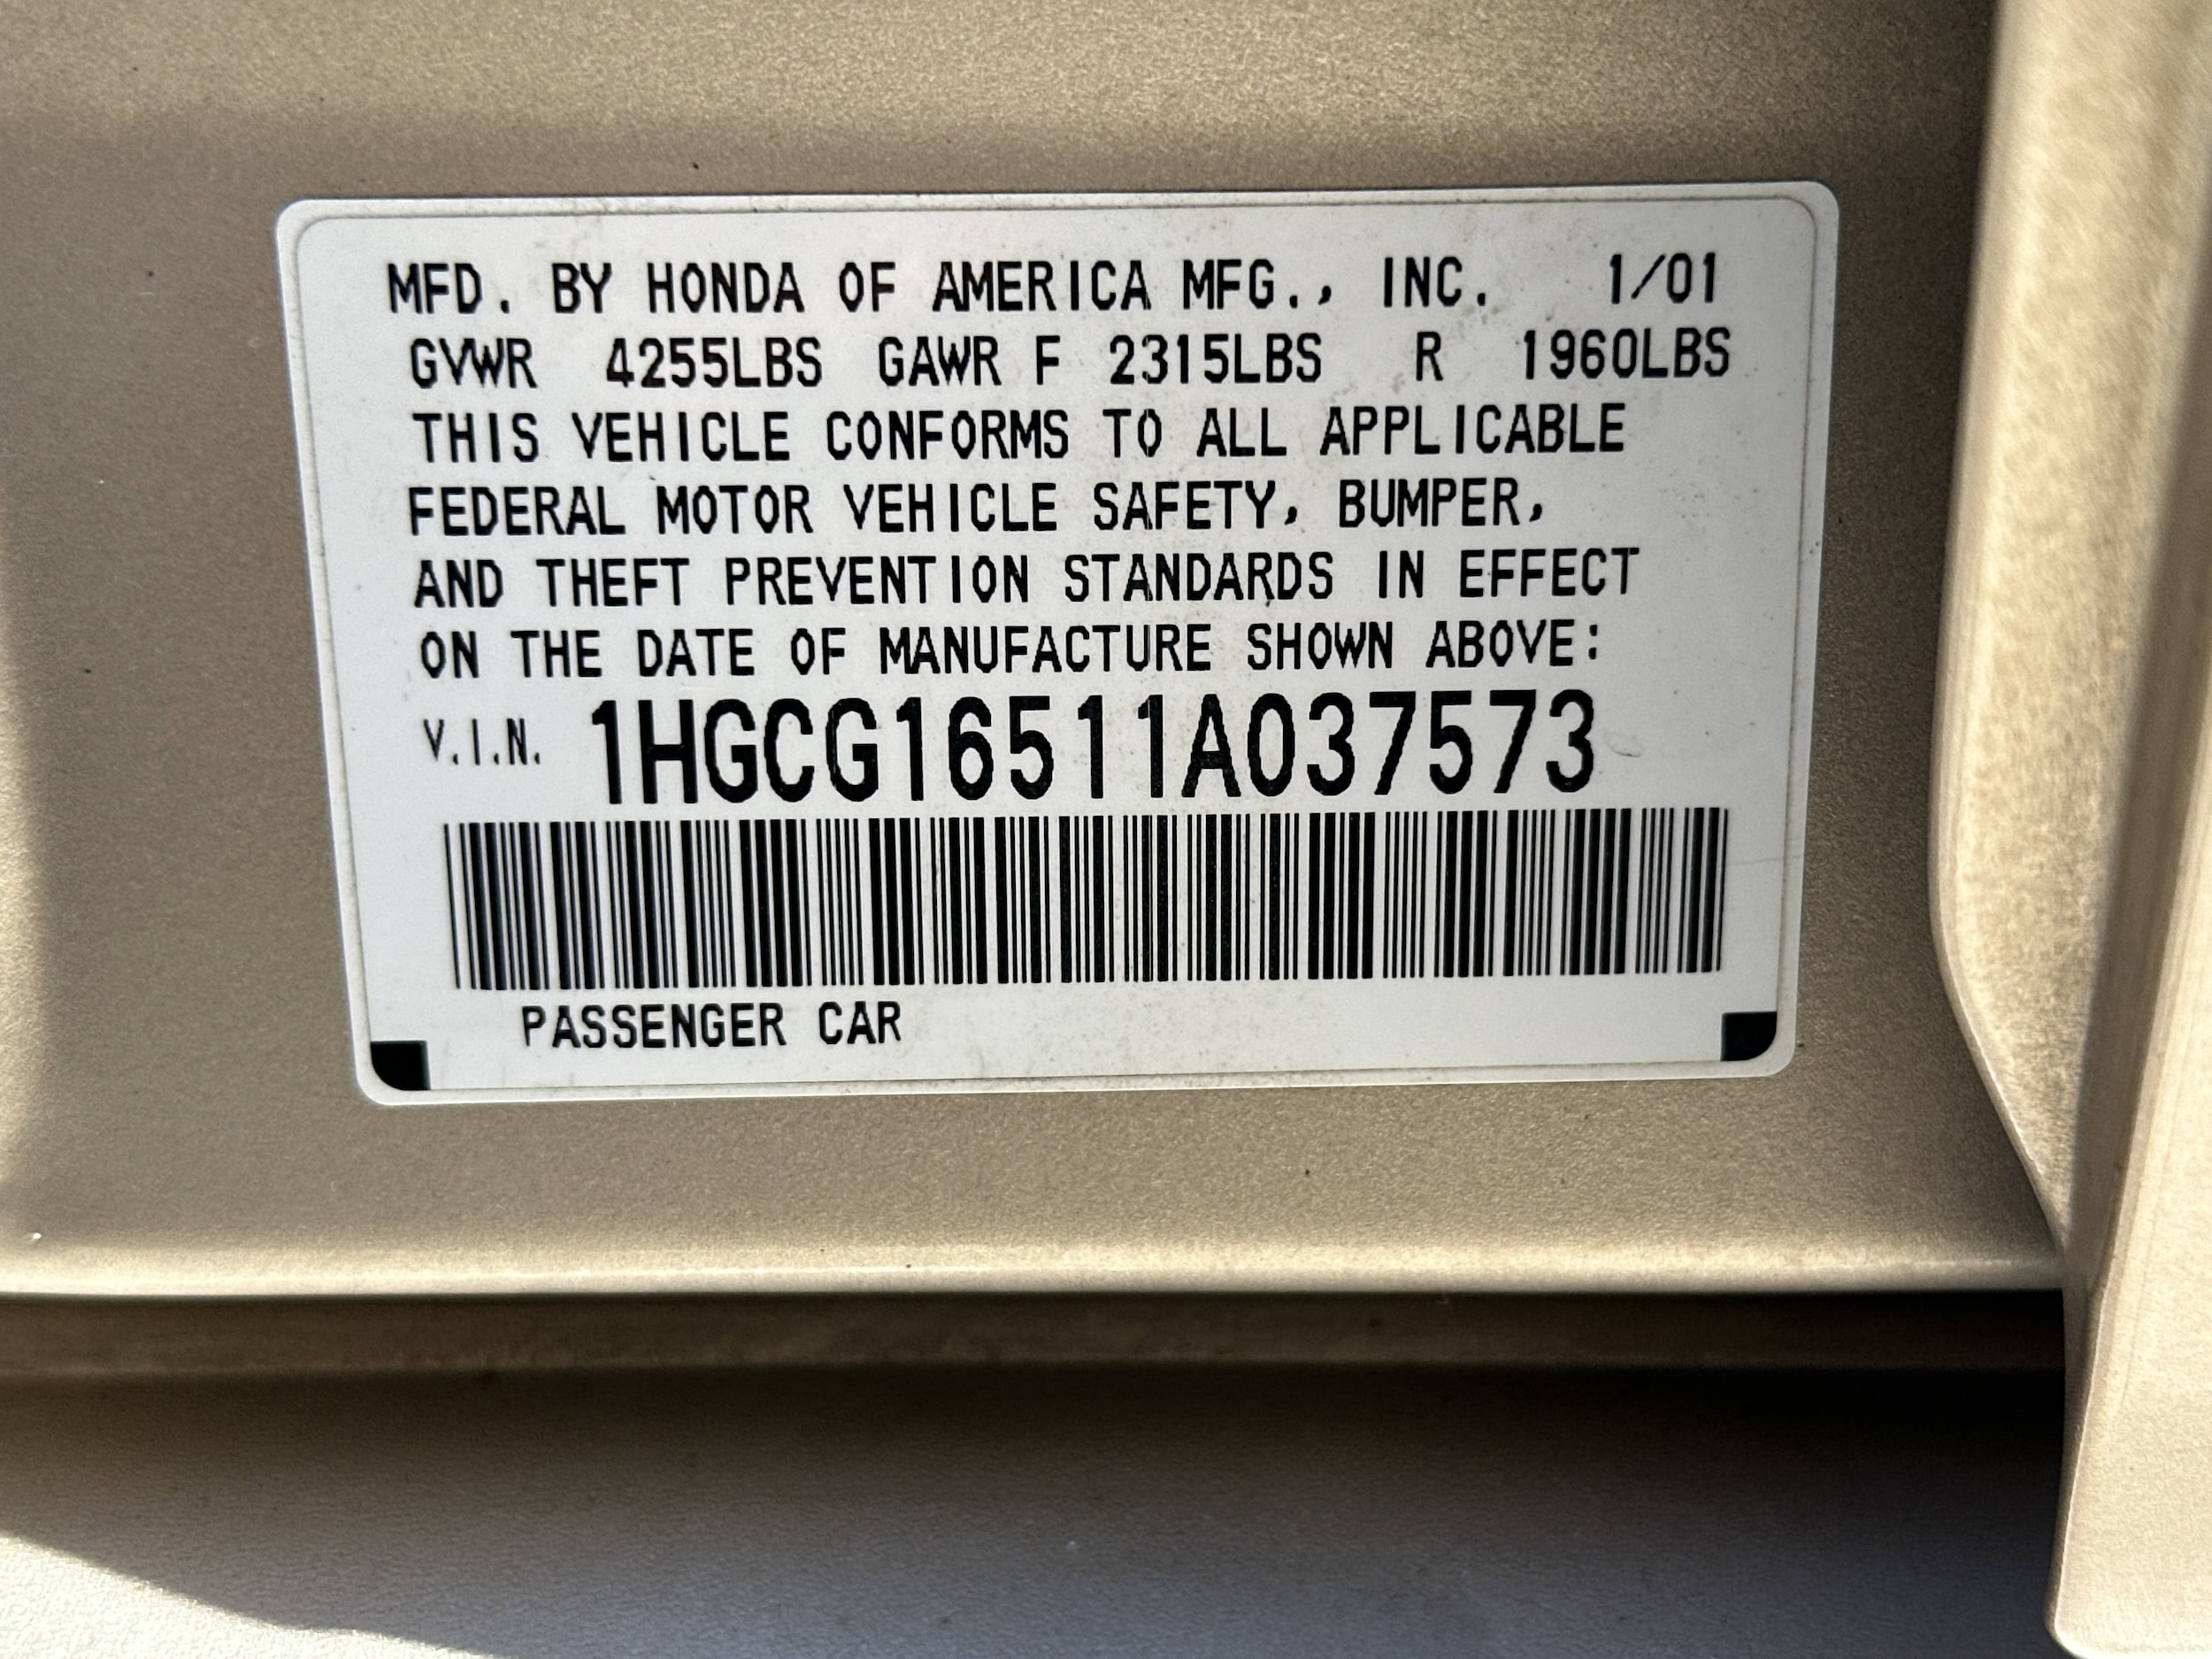 MFD. BY HONDA OF AMERICA MFG., INC. 1/01
GVWR 4255LBS GAWR F 2315LBS R 1960LBS
THIS VEHICLE CONFORMS TO ALL APPLICABLE
FEDERAL MOTOR VEHICLE SAFETY, BUMPER,
AND THEFT PREVENTION STANDARDS IN EFFECT
ON THE DATE OF MANUFACTURE SHOWN ABOVE:
V.I.N. 1HGCG16511A037573
PASSENGER CAR